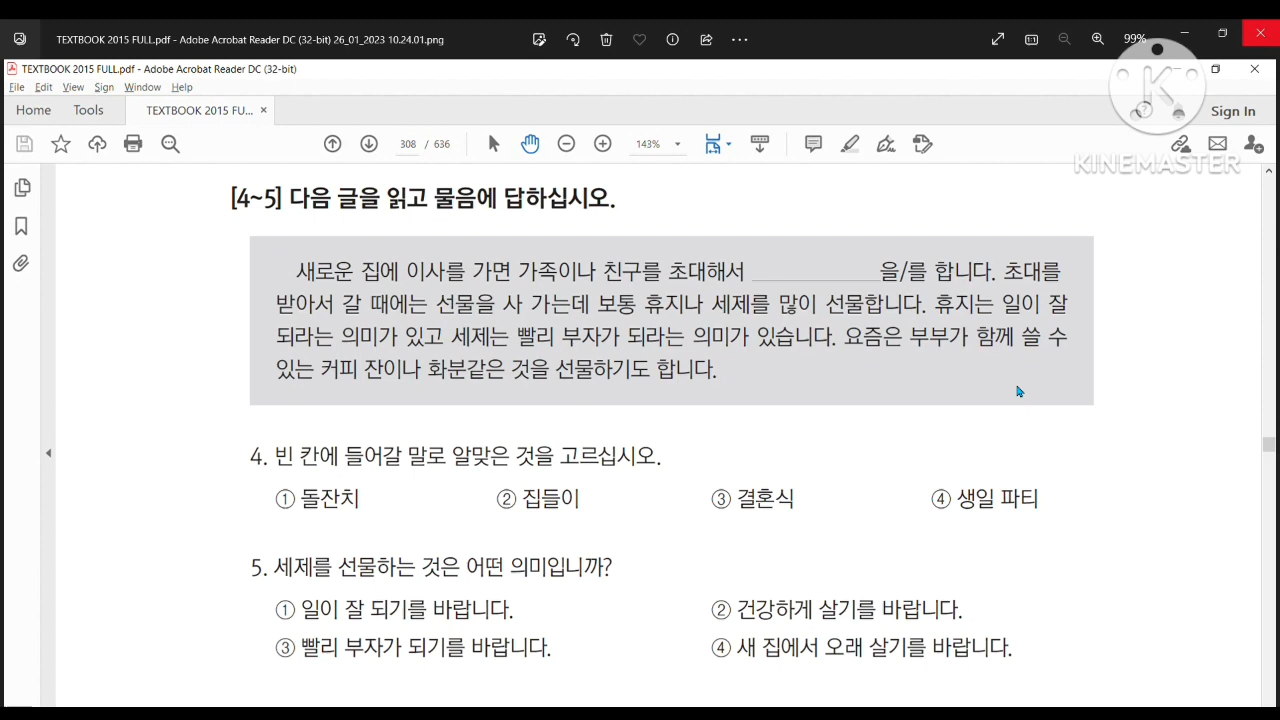 TEXTBOOK 2015 FULL.pdf - Adobe Acrobat Reader DC (32-bit) 26_01_2023 10.24.01.png
99%
TEXTBOOK 2015 FULL.pdf - Adobe Acrobat Reader DC (32-bit)
File Edit View Sign Window Help
Home Tools TEXTBOOK 2015 FU... Sign In
308 / 636 143%
KINEMASTER
[4~5] 다음 글을 읽고 물음에 답하십시오.
새로운 집에 이사를 가면 가족이나 친구를 초대해서 ____________을/를 합니다. 초대를
받아서 갈 때에는 선물을 사 가는데 보통 휴지나 세제를 많이 선물합니다. 휴지는 일이 잘
되라는 의미가 있고 세제는 빨리 부자가 되라는 의미가 있습니다. 요즘은 부부가 함께 쓸 수
있는 커피 잔이나 화분같은 것을 선물하기도 합니다.
4. 빈 칸에 들어갈 말로 알맞은 것을 고르십시오.
① 돌잔치 ② 집들이 ③ 결혼식 ④ 생일 파티
5. 세제를 선물하는 것은 어떤 의미입니까?
① 일이 잘 되기를 바랍니다. ② 건강하게 살기를 바랍니다.
③ 빨리 부자가 되기를 바랍니다. ④ 새 집에서 오래 살기를 바랍니다.